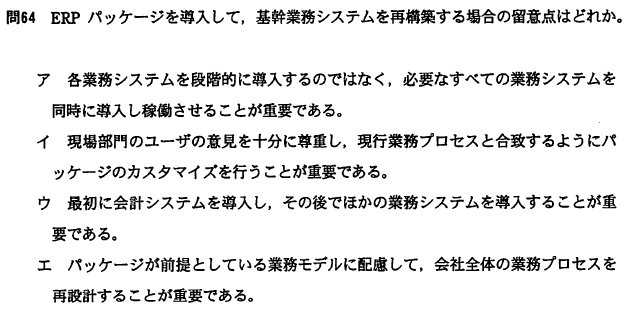 問64 ERP パッケージを導入して，基幹業務システムを再構築する場合の留意点はどれか。
ア 各業務システムを段階的に導入するのではなく，必要なすべての業務システムを
同時に導入し稼働させることが重要である。
イ 現場部門のユーザの意見を十分に尊重し，現行業務プロセスと合致するようにパ
ッケージのカスタマイズを行うことが重要である。
ウ 最初に会計システムを導入し，その後でほかの業務システムを導入することが重
要である。
エ パッケージが前提としている業務モデルに配慮して，会社全体の業務プロセスを
再設計することが重要である。